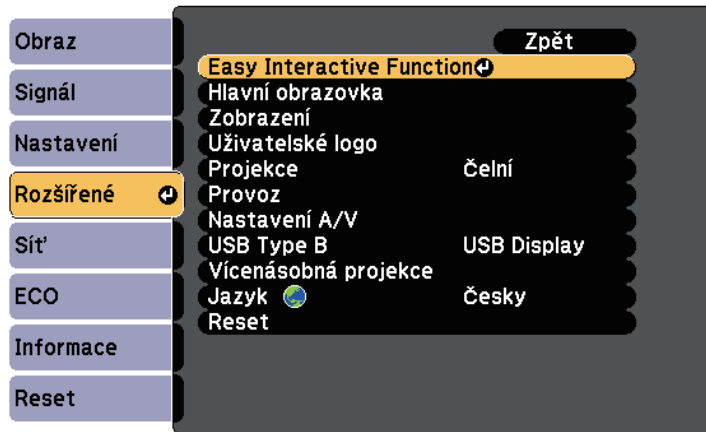 Obraz
Signál
Nastavení
Rozšířené
Síť
ECO
Informace
Reset
Zpět
Easy Interactive Function
Hlavní obrazovka
Zobrazení
Uživatelské logo
Projekce Čelní
Provoz
Nastavení A/V
USB Type B USB Display
Vícenásobná projekce
Jazyk Česky
Reset